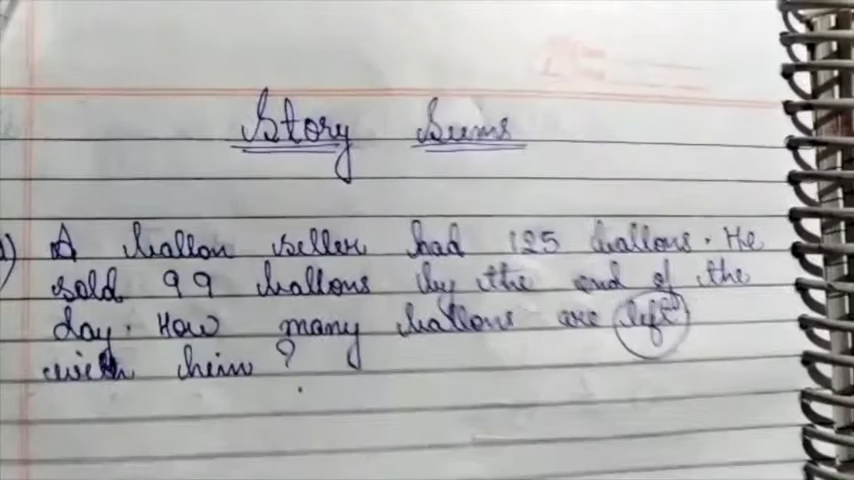 Story Sums
A ballon seller had 125 ballons. He
sold 99 ballons by the end of the
day. How many ballons are left
with him ?